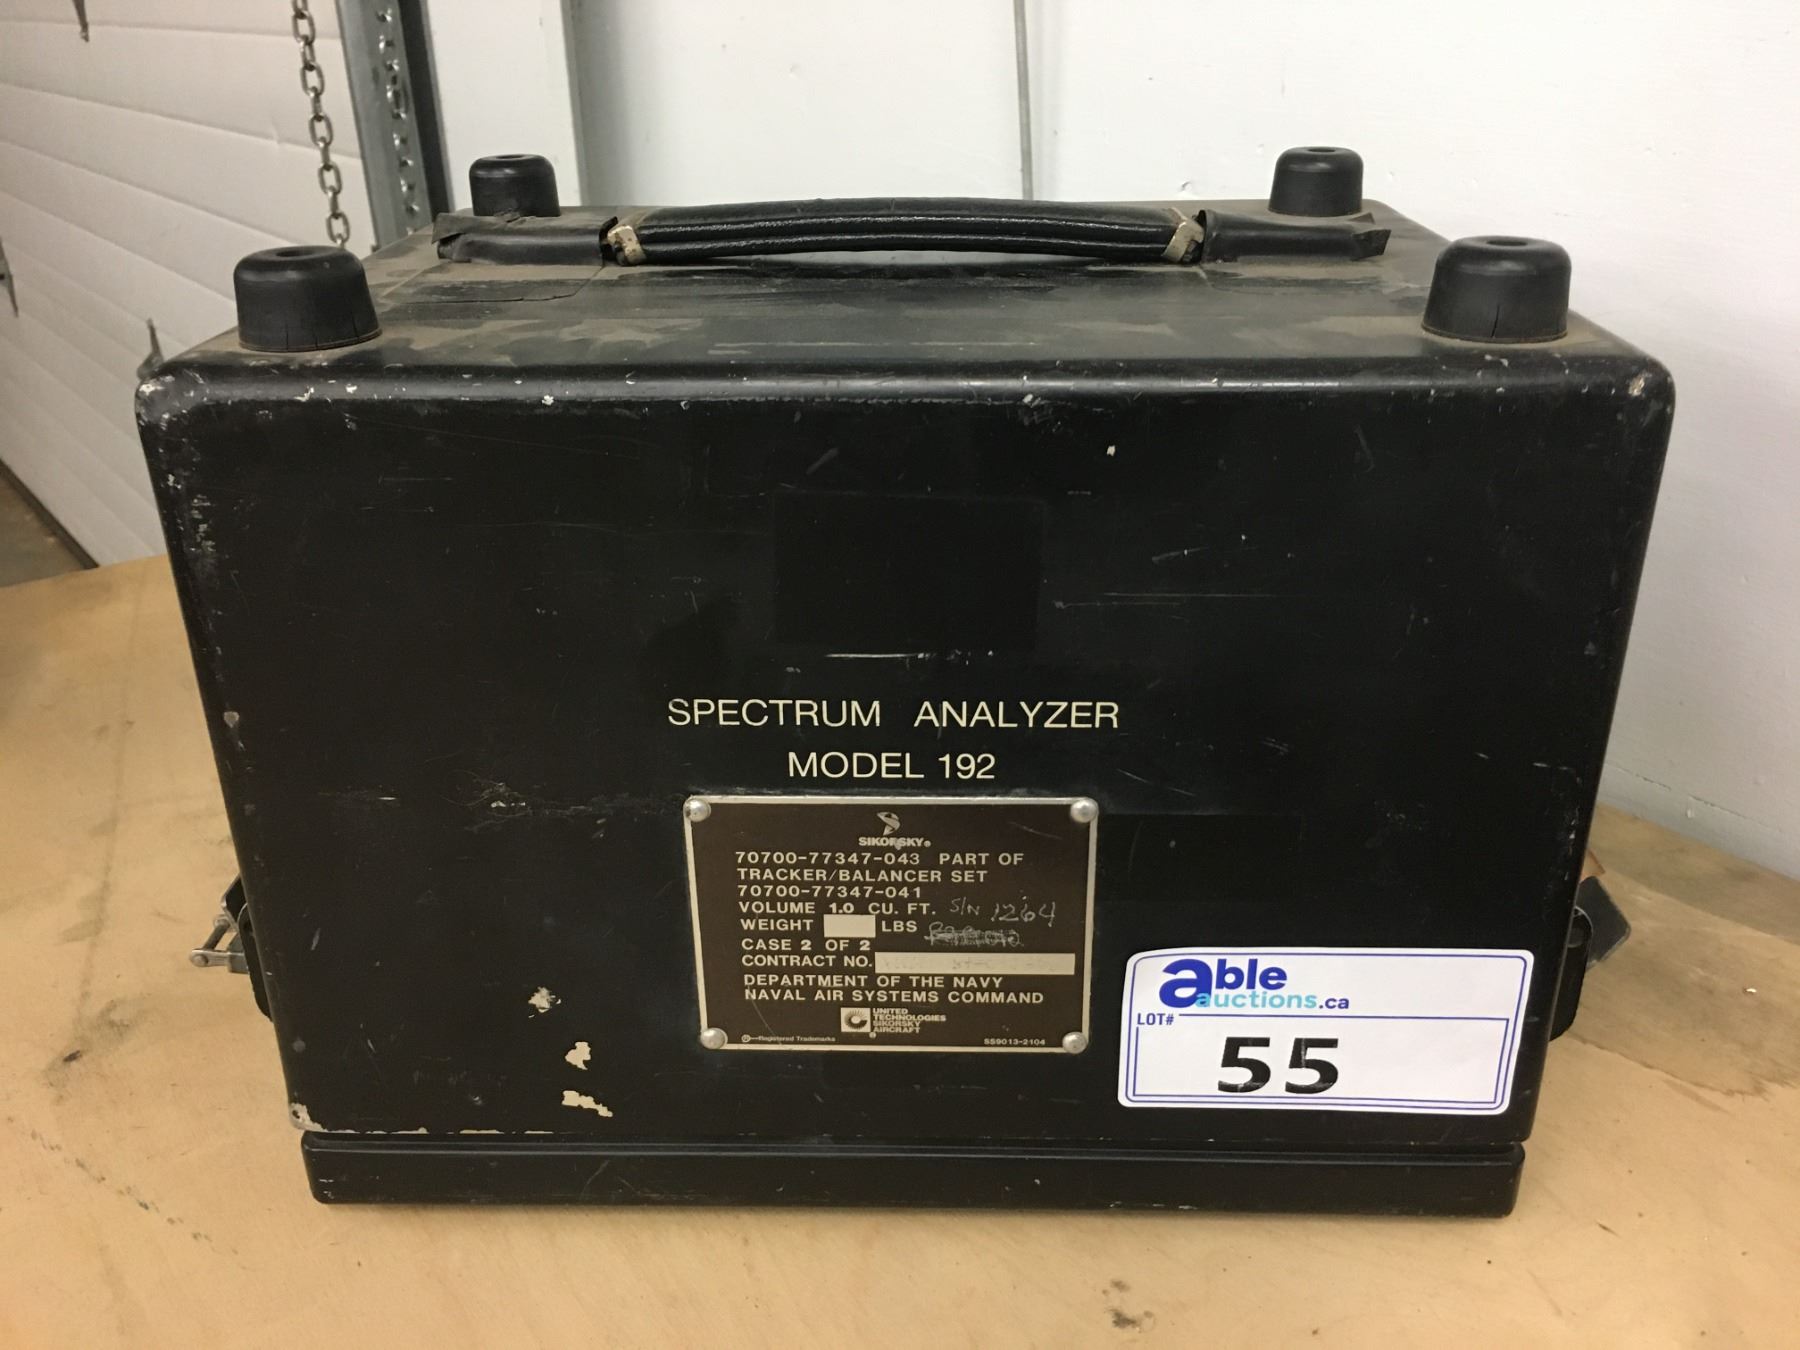 SPECTRUM ANALYZER
MODEL 192
SIKORSKY®
70700-77347-043 PART OF
TRACKER/BALANCER SET
70700-77347-041
VOLUME 1.0 CU. FT. S/N 1264
WEIGHT LBS
CASE 2 OF 2
CONTRACT NO.
DEPARTMENT OF THE NAVY
NAVAL AIR SYSTEMS COMMAND
UNITED
TECHNOLOGIES
SIKORSKY
AIRCRAFT
®
®—Registered Trademarks
SS9013-2104
able
auctions.ca
LOT#
55